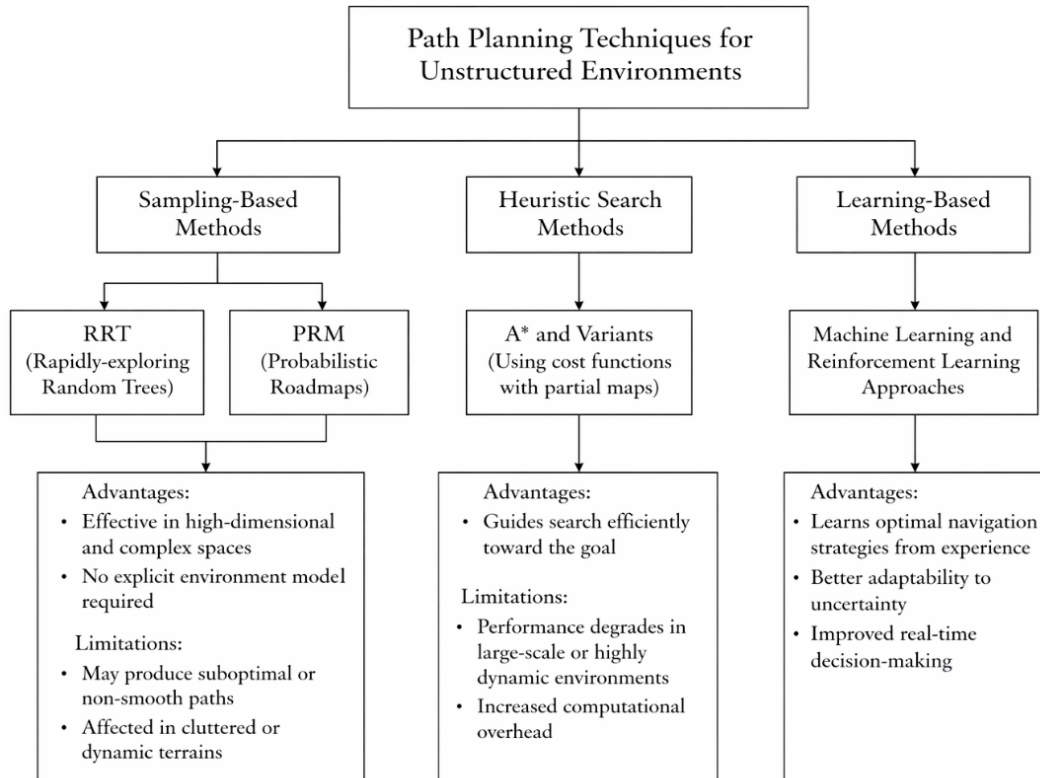 Path Planning Techniques for
Unstructured Environments
Sampling-Based
Methods
Heuristic Search
Methods
Learning-Based
Methods
RRT
(Rapidly-exploring
Random Trees)
PRM
(Probabilistic
Roadmaps)
A* and Variants
(Using cost functions
with partial maps)
Machine Learning and
Reinforcement Learning
Approaches
Advantages:
• Effective in high-dimensional
and complex spaces
• No explicit environment model
required
Limitations:
• May produce suboptimal or
non-smooth paths
• Affected in cluttered or
dynamic terrains
Advantages:
• Guides search efficiently
toward the goal
Limitations:
• Performance degrades in
large-scale or highly
dynamic environments
• Increased computational
overhead
Advantages:
• Learns optimal navigation
strategies from experience
• Better adaptability to
uncertainty
• Improved real-time
decision-making